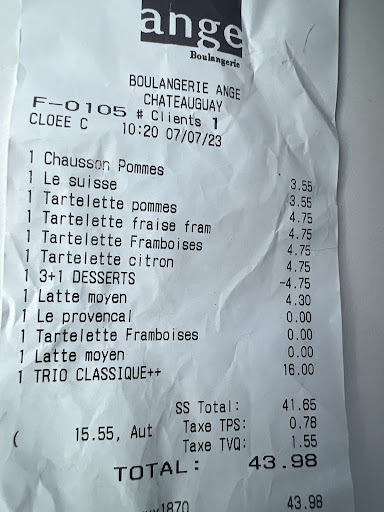 ange
Boulangerie
BOULANGERIE ANGE
CHATEAUGUAY
F-0105 # Clients 1
CLOEE C 10:20 07/07/23
1 Chausson Pommes 3.55
1 Le suisse 3.55
1 Tartelette pommes 4.75
1 Tartelette fraise fram 4.75
1 Tartelette Framboises 4.75
1 Tartelette citron 4.75
1 3+1 DESSERTS -4.75
1 Latte moyen 4.30
1 Le provencal 0.00
1 Tartelette Framboises 0.00
1 Latte moyen 0.00
1 TRIO CLASSIQUE++ 16.00
SS Total: 41.65
( 15.55, Aut Taxe TPS: 0.78
Taxe TVQ: 1.55
TOTAL: 43.98
1870 43.98